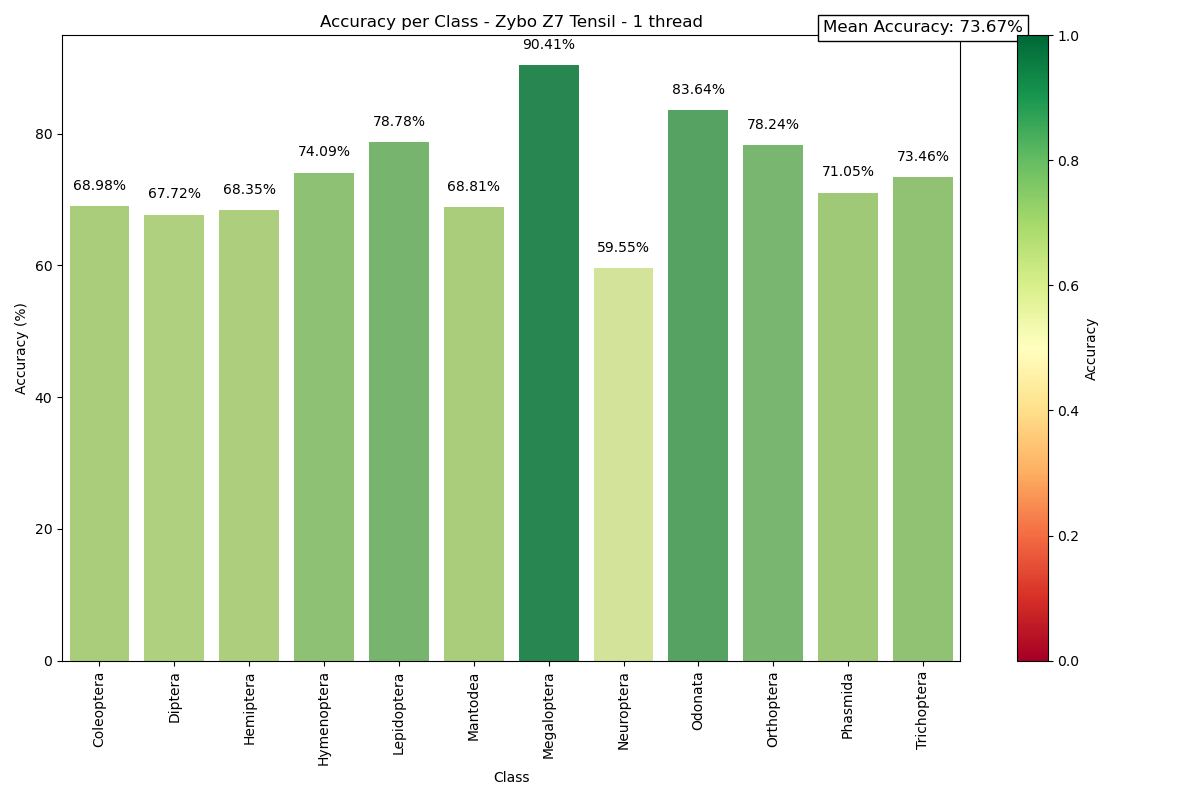 Accuracy per Class - Zybo Z7 Tensil - 1 thread
Mean Accuracy: 73.67%
90.41%
83.64%
78.78%
78.24%
74.09%
73.46%
71.05%
68.98%
67.72%
68.35%
68.81%
59.55%
80
60
40
20
0
Accuracy (%)
Coleoptera
Diptera
Hemiptera
Hymenoptera
Lepidoptera
Mantodea
Megaloptera
Neuroptera
Odonata
Orthoptera
Phasmida
Trichoptera
Class
1.0
0.8
0.6
0.4
0.2
0.0
Accuracy